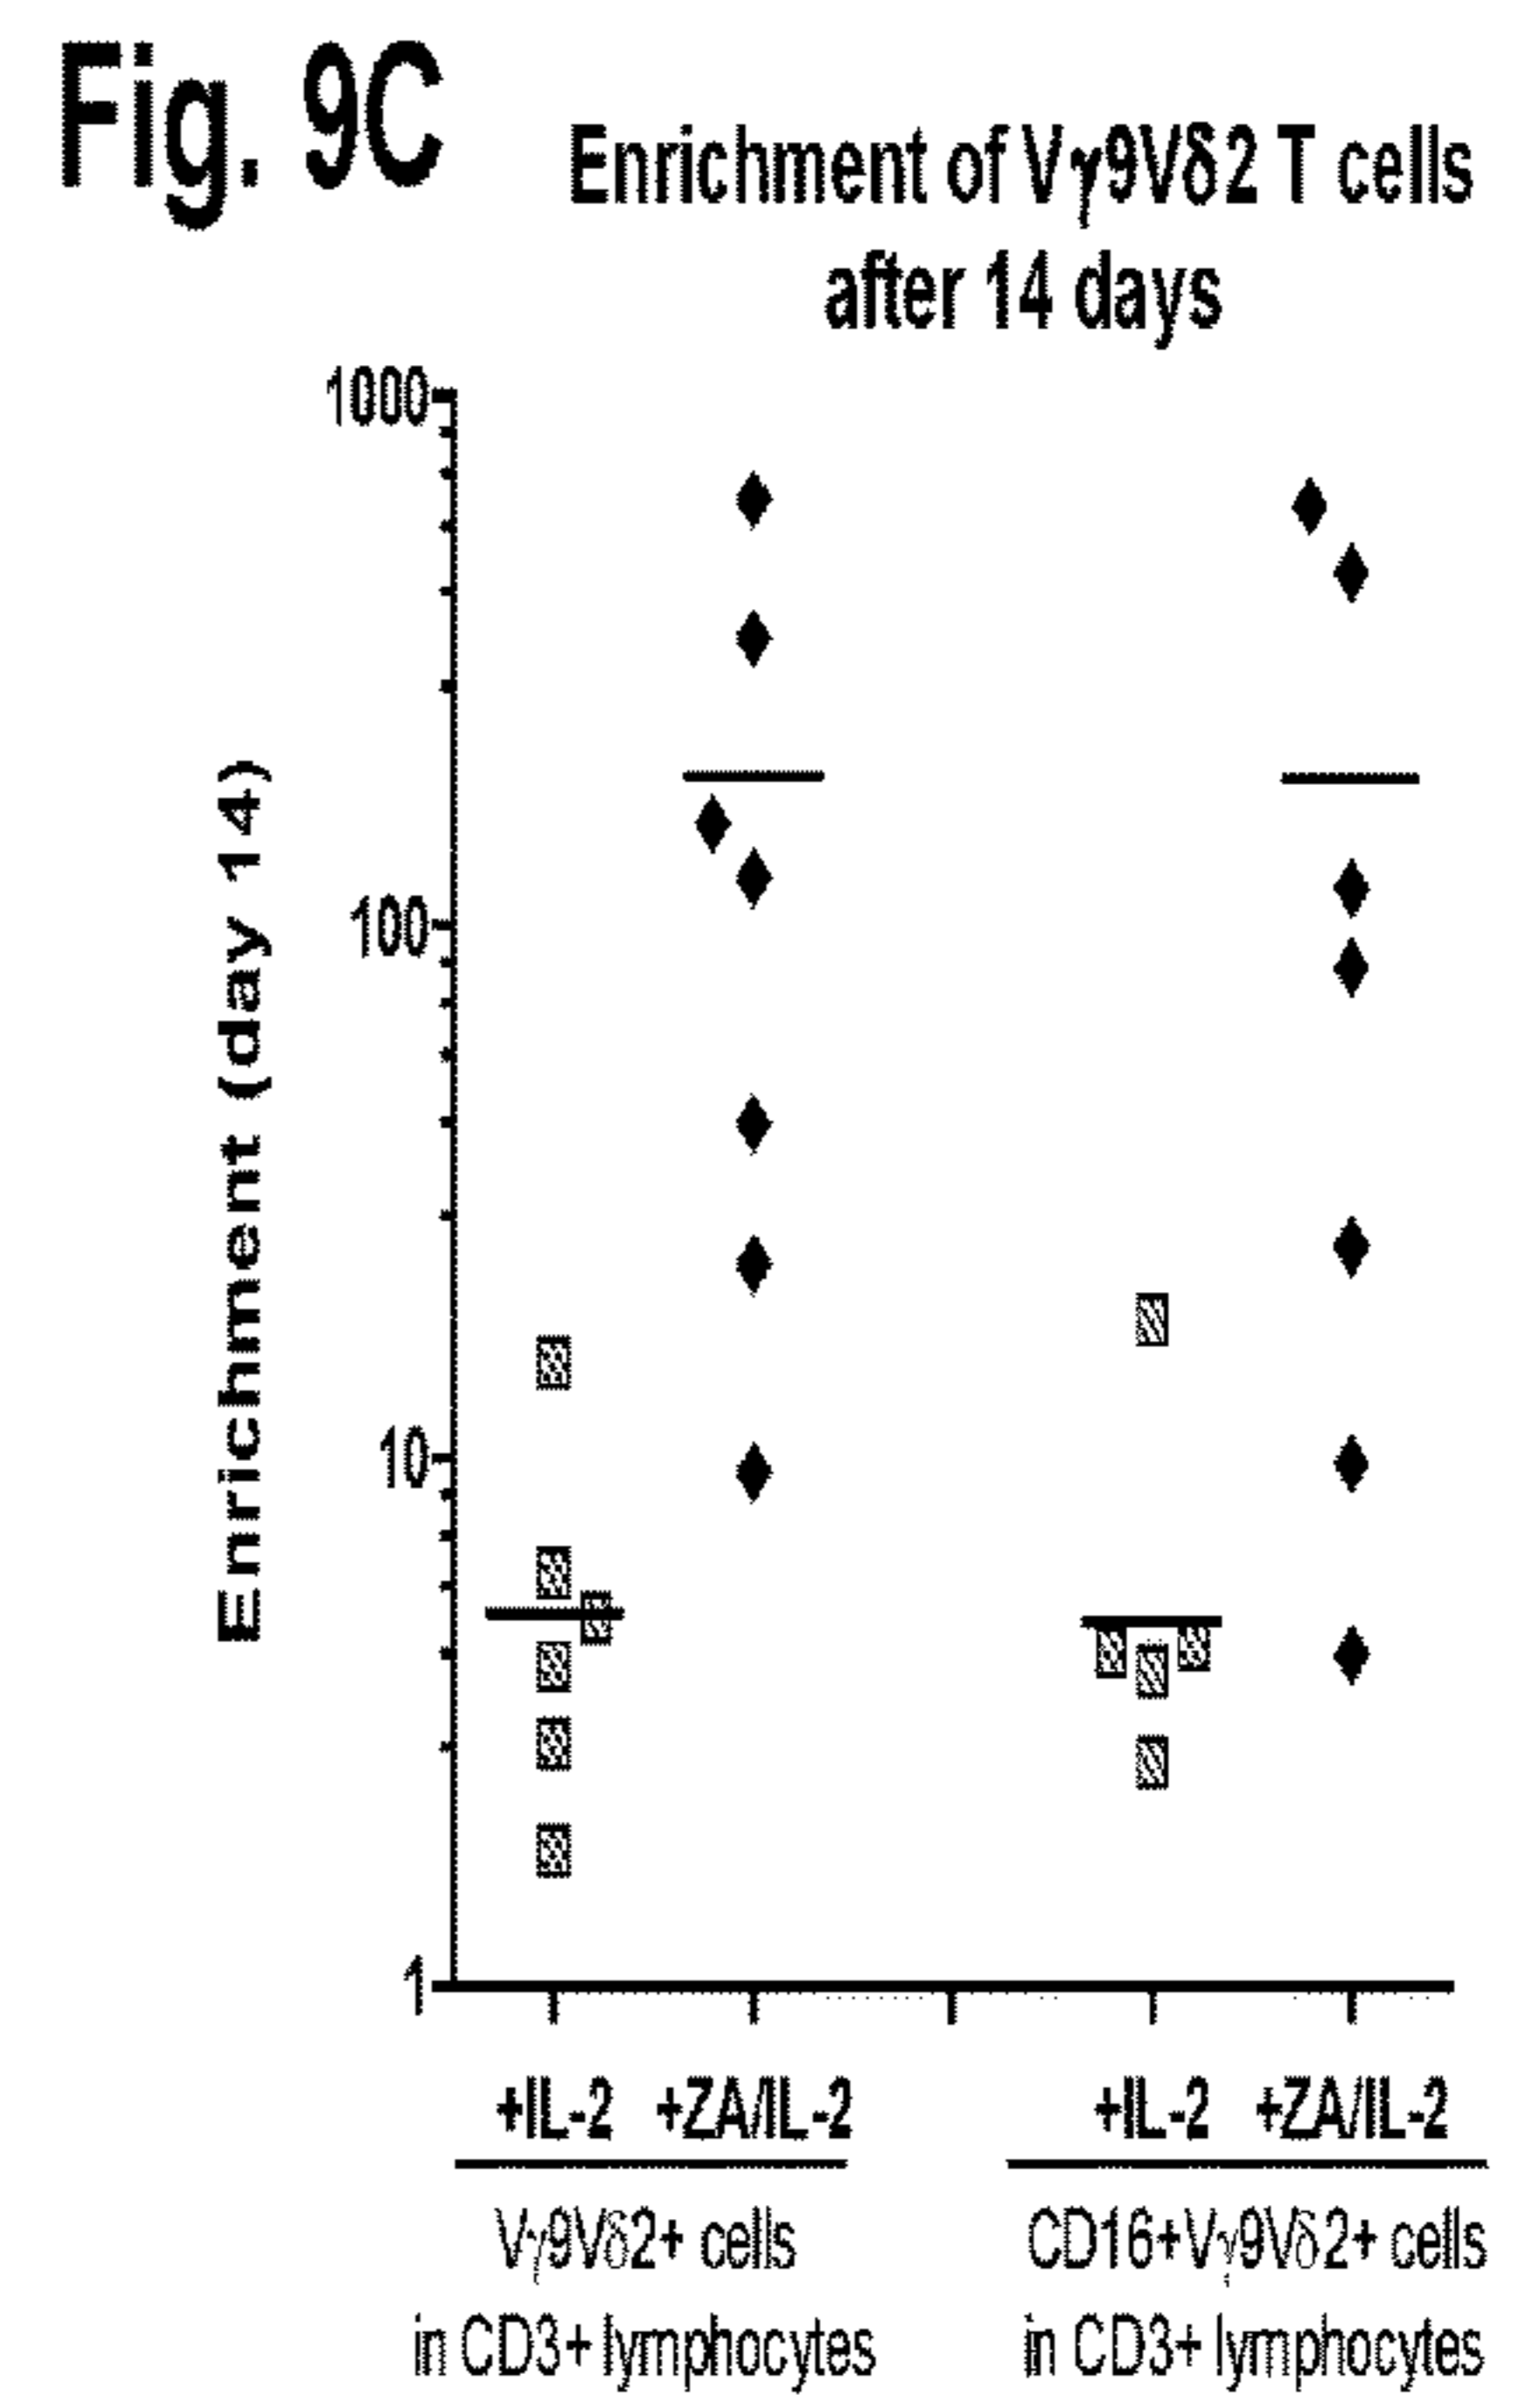 Fig. 9C
Enrichment of Vγ9Vδ2 T cells
after 14 days
Enrichment (day 14)
1000
100
10
1
+IL-2 +ZA/IL-2 +IL-2 +ZA/IL-2
Vγ9Vδ2+ cells CD16+Vγ9Vδ2+ cells
in CD3+ lymphocytes in CD3+ lymphocytes